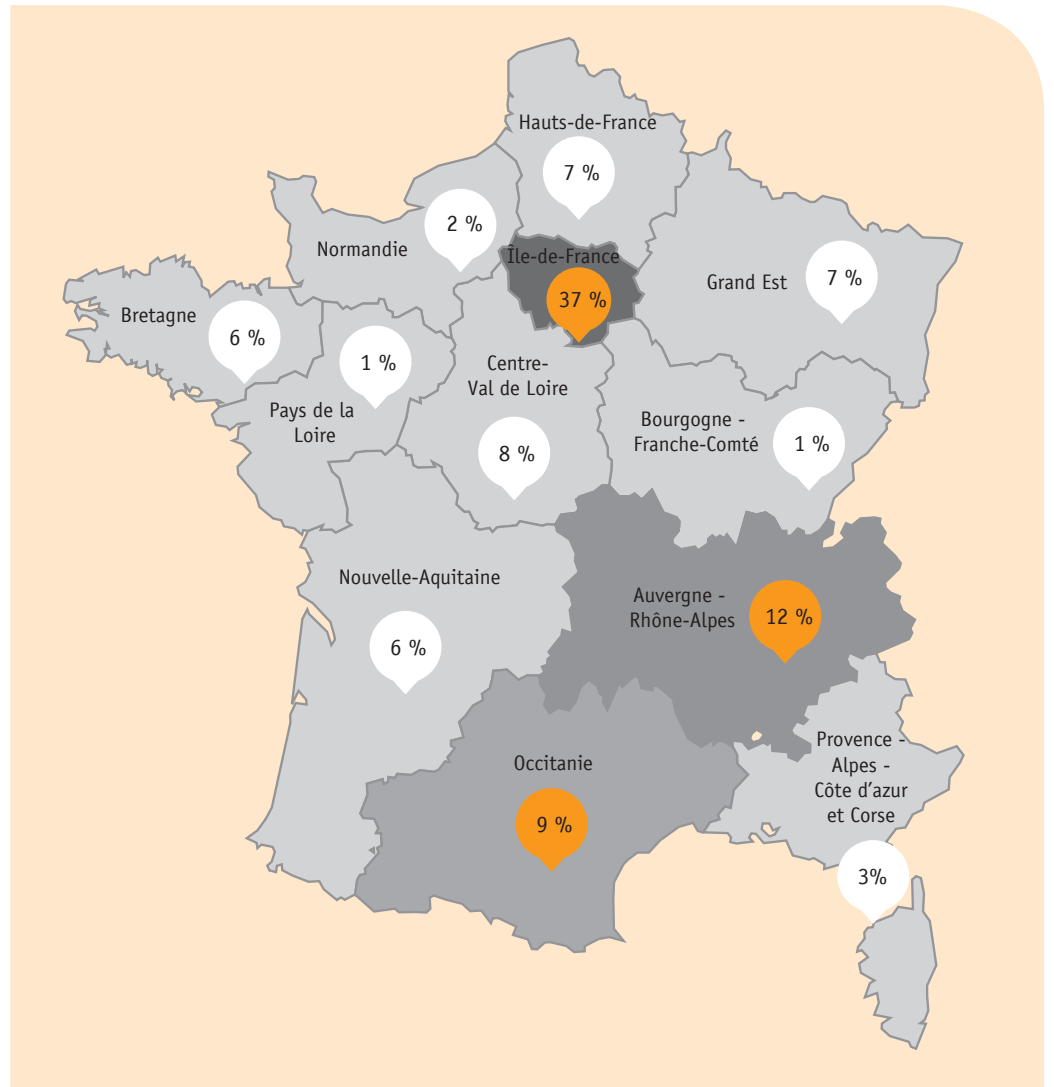 Hauts-de-France
7 %
2 %
Normandie
Île-de-France
37 %
Grand Est
7 %
Bretagne
6 %
1 %
Pays de la
Loire
Centre-
Val de Loire
8 %
Bourgogne -
Franche-Comté
1 %
Nouvelle-Aquitaine
6 %
Auvergne -
Rhône-Alpes
12 %
Occitanie
9 %
Provence -
Alpes -
Côte d'azur
et Corse
3%